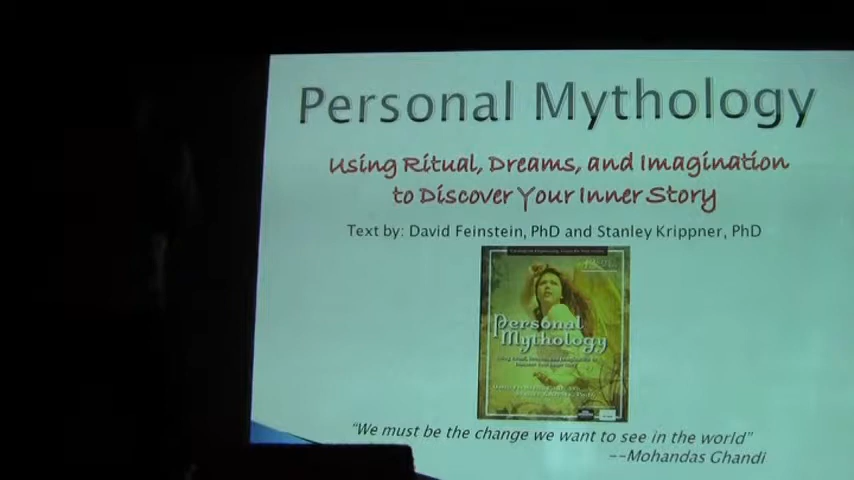 Personal Mythology
Using Ritual, Dreams, and Imagination
to Discover Your Inner Story
Text by: David Feinstein, PhD and Stanley Krippner, PhD
Personal
Mythology
"We must be the change we want to see in the world"
--Mohandas Ghandi